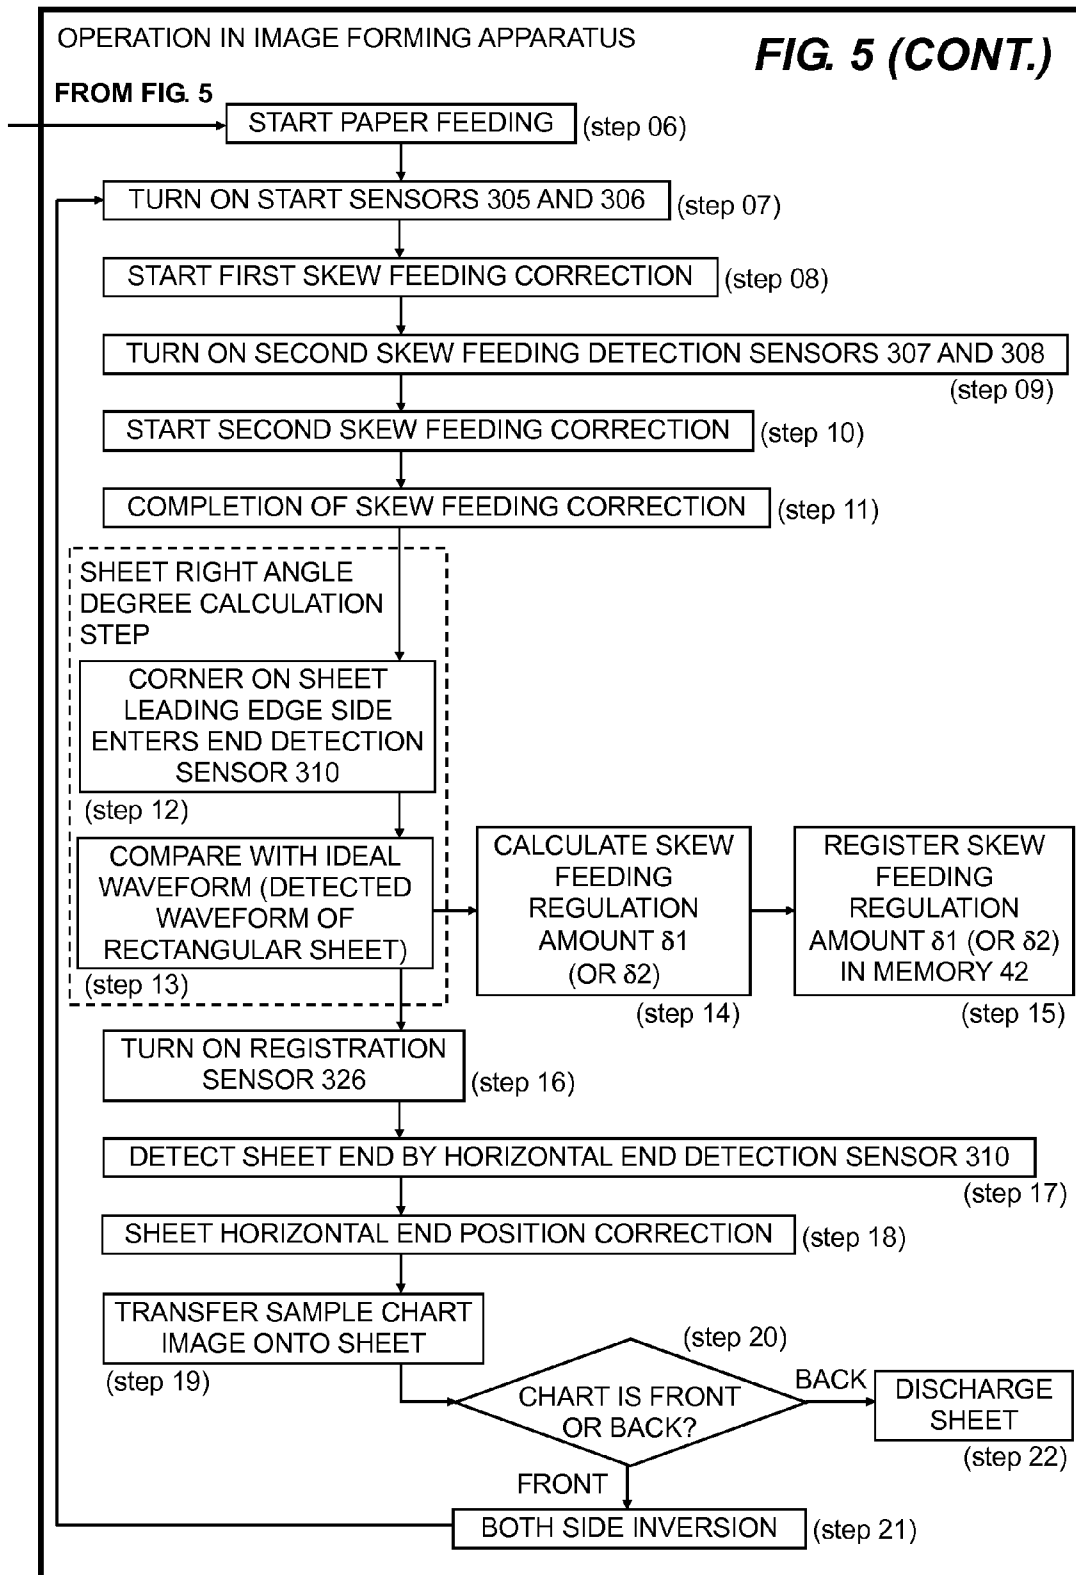 OPERATION IN IMAGE FORMING APPARATUS
FIG. 5 (CONT.)
FROM FIG. 5
START PAPER FEEDING
(step 06)
TURN ON START SENSORS 305 AND 306
(step 07)
START FIRST SKEW FEEDING CORRECTION
(step 08)
TURN ON SECOND SKEW FEEDING DETECTION SENSORS 307 AND 308
(step 09)
START SECOND SKEW FEEDING CORRECTION
(step 10)
COMPLETION OF SKEW FEEDING CORRECTION
(step 11)
SHEET RIGHT ANGLE
DEGREE CALCULATION
STEP
CORNER ON SHEET
LEADING EDGE SIDE
ENTERS END DETECTION
SENSOR 310
(step 12)
COMPARE WITH IDEAL
WAVEFORM (DETECTED
WAVEFORM OF
RECTANGULAR SHEET)
(step 13)
CALCULATE SKEW
FEEDING
REGULATION
AMOUNT δ1
(OR δ2)
(step 14)
REGISTER SKEW
FEEDING
REGULATION
AMOUNT δ1 (OR δ2)
IN MEMORY 42
(step 15)
TURN ON REGISTRATION
SENSOR 326
(step 16)
DETECT SHEET END BY HORIZONTAL END DETECTION SENSOR 310
(step 17)
SHEET HORIZONTAL END POSITION CORRECTION
(step 18)
TRANSFER SAMPLE CHART
IMAGE ONTO SHEET
(step 19)
(step 20)
CHART IS FRONT
OR BACK?
BACK
DISCHARGE
SHEET
(step 22)
FRONT
BOTH SIDE INVERSION
(step 21)